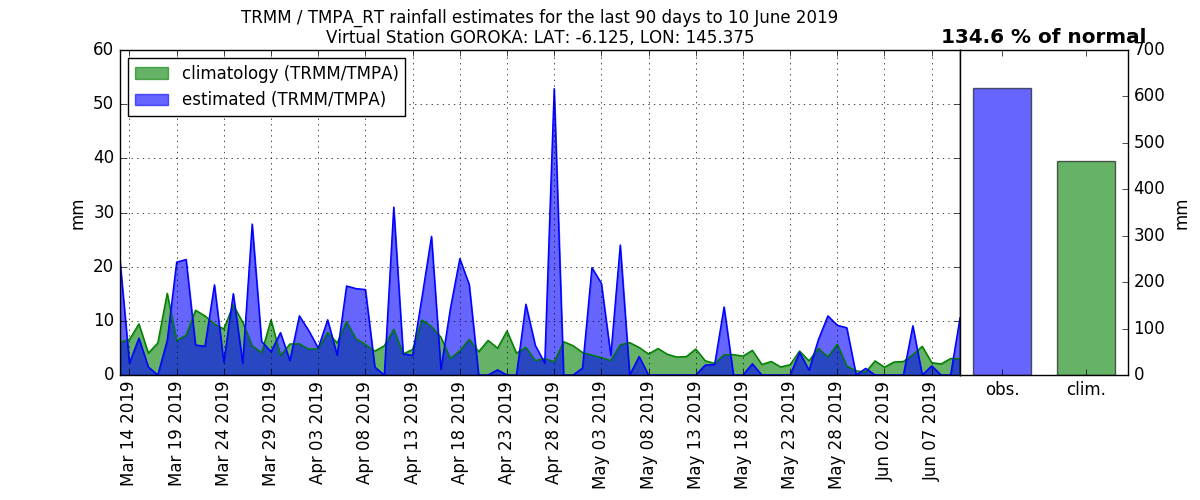 TRMM / TMPA_RT rainfall estimates for the last 90 days to 10 June 2019
Virtual Station GOROKA: LAT: -6.125, LON: 145.375
134.6 % of normal
climatology (TRMM/TMPA)
estimated (TRMM/TMPA)
60
50
40
30
20
10
0
mm
Mar 14 2019
Mar 19 2019
Mar 24 2019
Mar 29 2019
Apr 03 2019
Apr 08 2019
Apr 13 2019
Apr 18 2019
Apr 23 2019
Apr 28 2019
May 03 2019
May 08 2019
May 13 2019
May 18 2019
May 23 2019
May 28 2019
Jun 02 2019
Jun 07 2019
700
600
500
400
300
200
100
0
mm
obs.
clim.